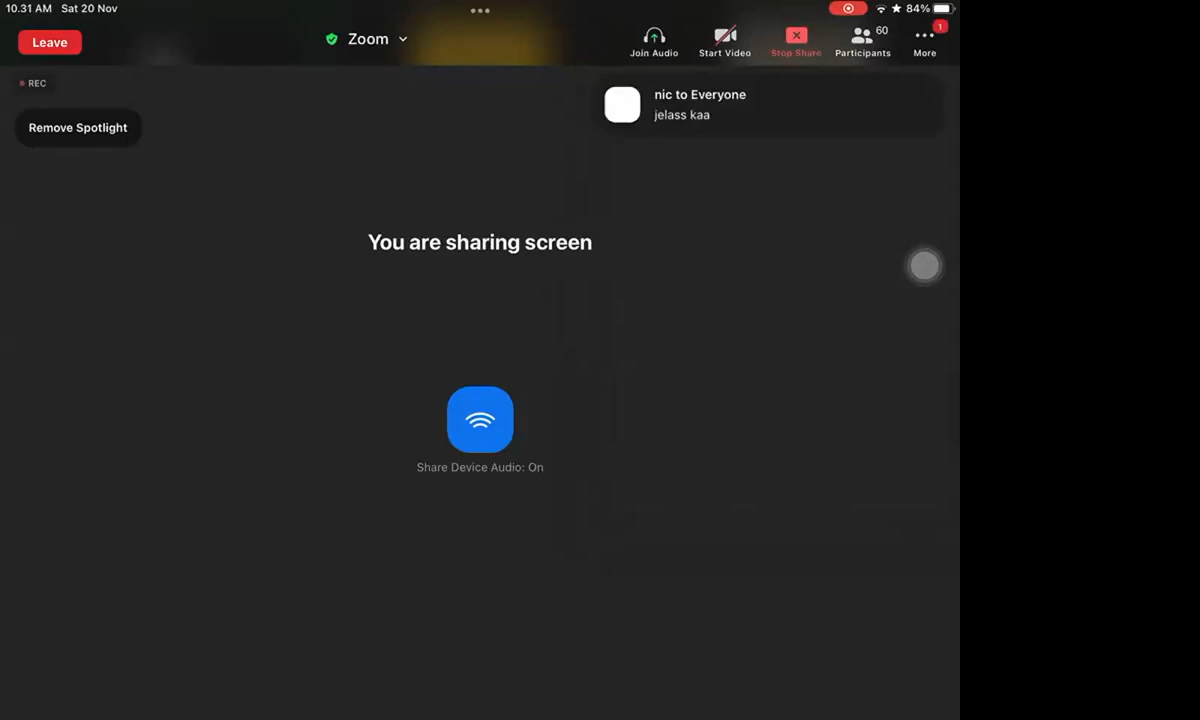 10.31 AM Sat 20 Nov
84%
Leave
Zoom
Join Audio
Start Video
Stop Share
Participants
60
More
1
REC
Remove Spotlight
nic to Everyone
jelass kaa
You are sharing screen
Share Device Audio: On